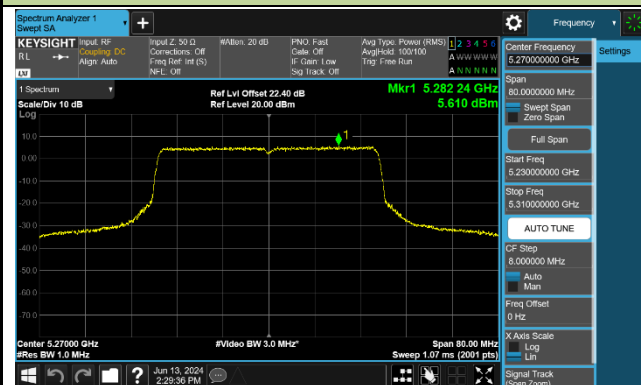 Spectrum Analyzer 1
Swept SA
Frequency
KEYSIGHT
RL
LXI
Input: RF
Coupling: DC
Align: Auto
Input Z: 50 Ω
Corrections: Off
Freq Ref: Int (S)
NFE: Off
#Atten: 20 dB
PNO: Fast
Gate: Off
IF Gain: Low
Sig Track: Off
Avg Type: Power (RMS)
Avg|Hold: 100/100
Trig: Free Run
1 2 3 4 5 6
A W W W W W
A N N N N N
1 Spectrum
Scale/Div 10 dB
Log
Ref Lvl Offset 22.40 dB
Ref Level 20.00 dBm
Mkr1 5.282 24 GHz
5.610 dBm
10.0
0.00
-10.0
-20.0
-30.0
-40.0
-50.0
-60.0
-70.0
1
Center 5.27000 GHz
#Res BW 1.0 MHz
#Video BW 3.0 MHz*
Span 80.00 MHz
Sweep 1.07 ms (2001 pts)
Jun 13, 2024
2:29:36 PM
Settings
Center Frequency
5.270000000 GHz
Span
80.0000000 MHz
Swept Span
Zero Span
Full Span
Start Freq
5.230000000 GHz
Stop Freq
5.310000000 GHz
AUTO TUNE
CF Step
8.000000 MHz
Auto
Man
Freq Offset
0 Hz
X Axis Scale
Log
Lin
Signal Track
(Span Zoom)